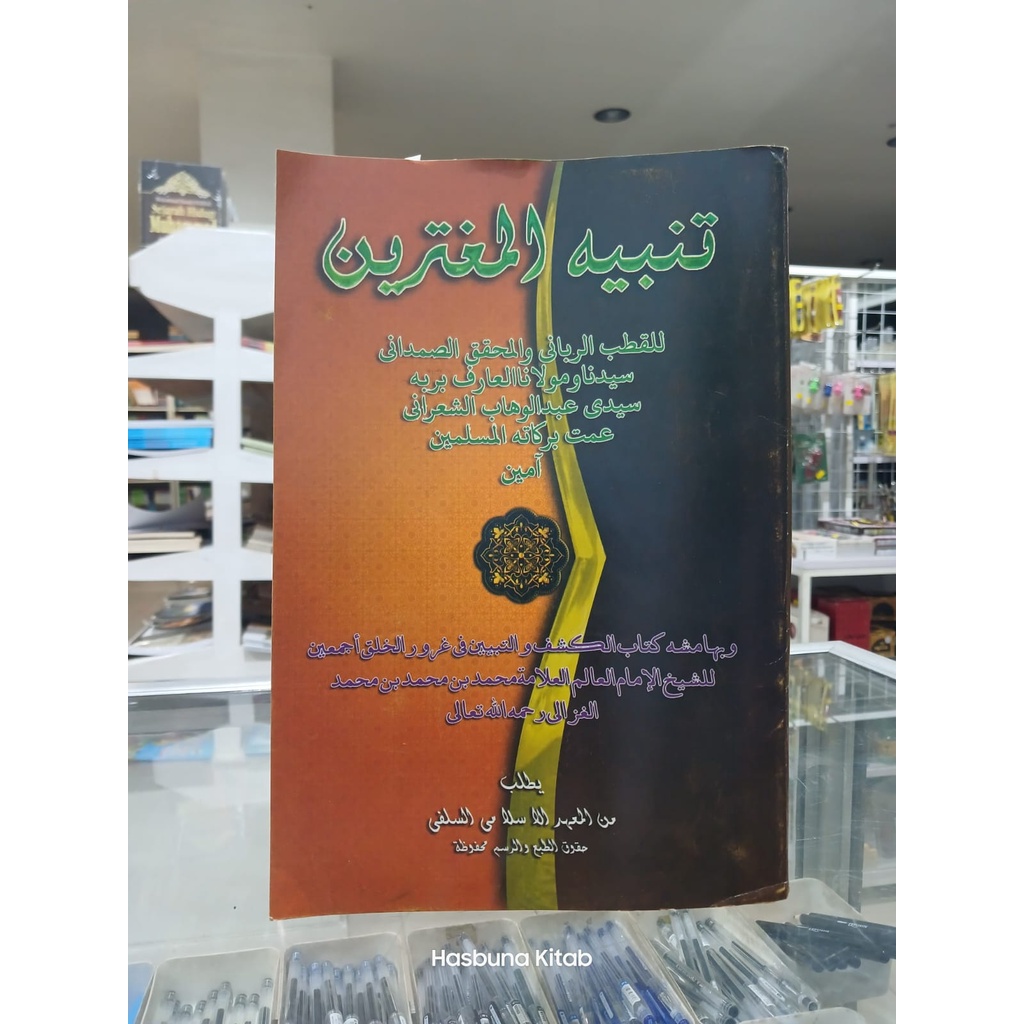 تنبيه المغترين
للقطب الربانى والمحقق الصمدانى
سيدنا ومولانا العارف بربه
سيدى عبدالوهاب الشعرانى
عمت بركاته المسلمين
آمين
وبهامشه كتاب الكشف والتبيين فى غرور الخلق أجمعين
للشيخ الإمام العالم العلامة محمد بن محمد بن محمد
الغزالى رحمه الله تعالى
يطلب
من المعهد الاسلامى السلفى
حقوق الطبع والرسم محفوظة
Hasbuna Kitab